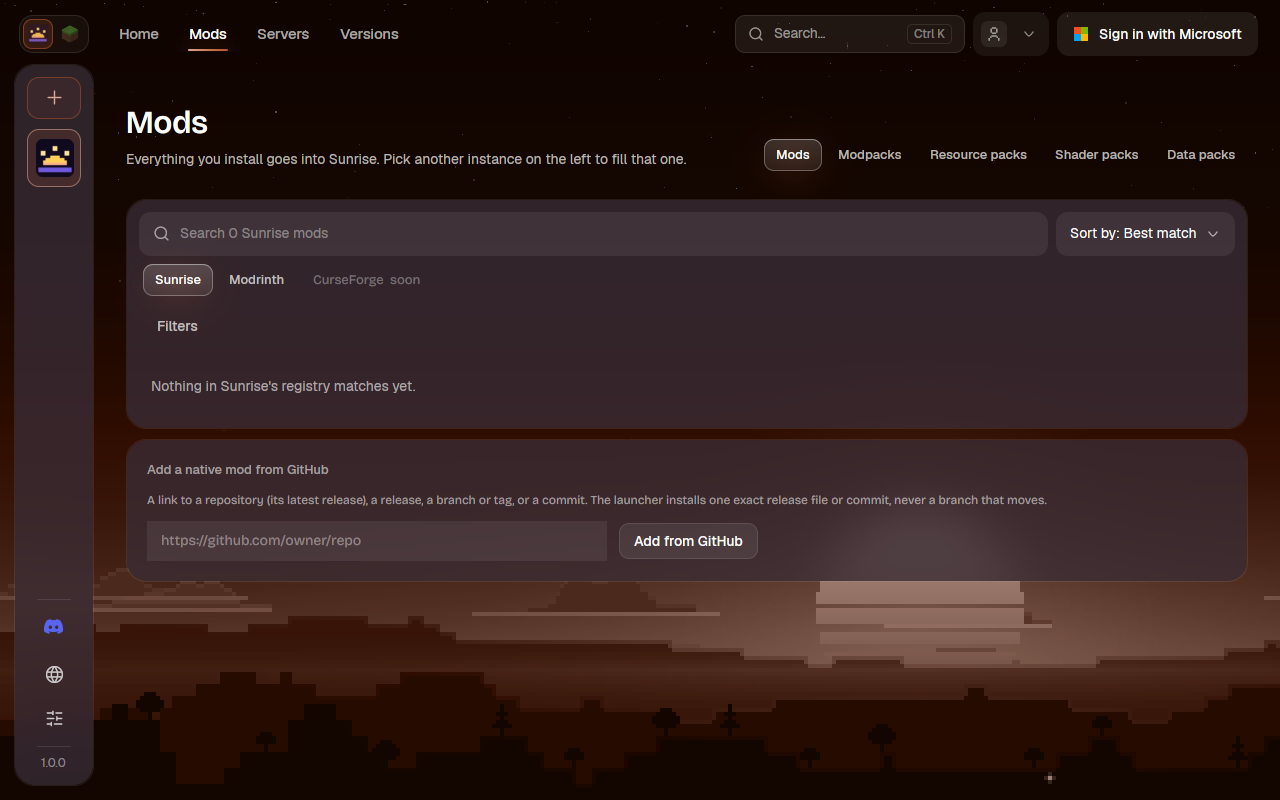 Home
Mods
Servers
Versions
Search...
Ctrl K
Sign in with Microsoft
Mods
Everything you install goes into Sunrise. Pick another instance on the left to fill that one.
Mods
Modpacks
Resource packs
Shader packs
Data packs
Search 0 Sunrise mods
Sort by: Best match
Sunrise
Modrinth
CurseForge soon
Filters
Nothing in Sunrise's registry matches yet.
Add a native mod from GitHub
A link to a repository (its latest release), a release, a branch or tag, or a commit. The launcher installs one exact release file or commit, never a branch that moves.
https://github.com/owner/repo
Add from GitHub
1.0.0